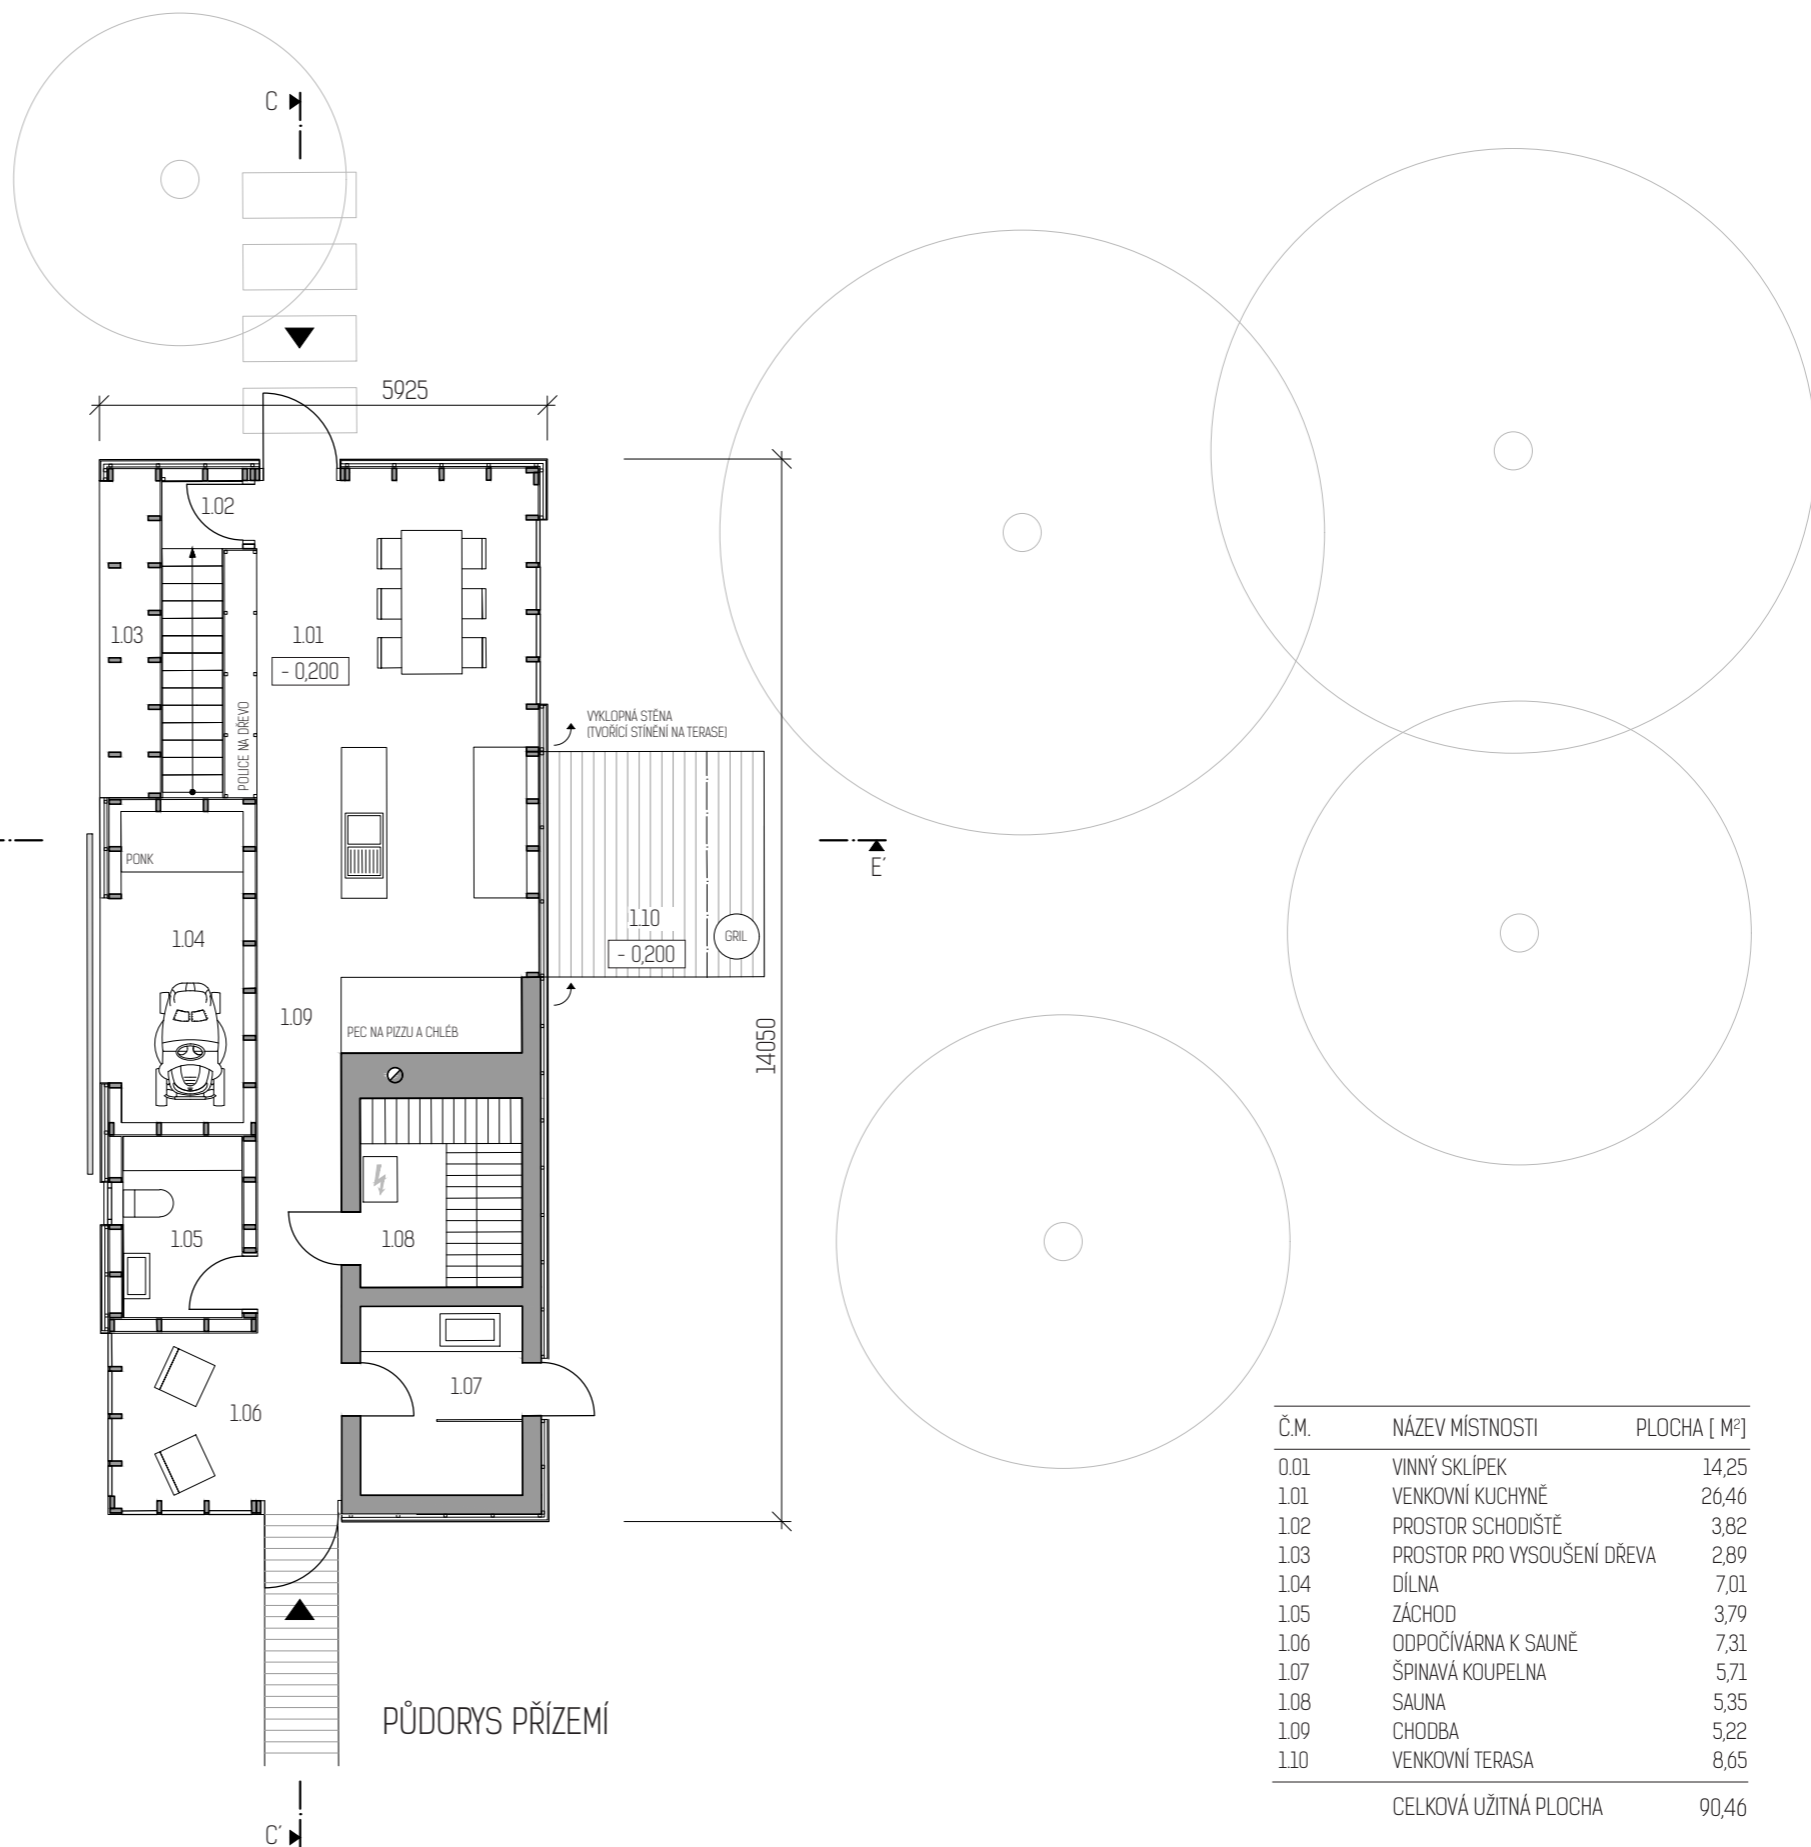 C
5925
1.02
1.03
1.01
- 0,200
POLICE NA DŘEVO
VYKLOPNÁ STĚNA
(TVOŘÍCÍ STÍNĚNÍ NA TERASE)
PONK
E´
1.04
1.10
- 0,200
GRIL
1.09
PEC NA PIZZU A CHLÉB
14050
1.05
1.08
1.07
1.06
PŮDORYS PŘÍZEMÍ
C´
Č.M. NÁZEV MÍSTNOSTI PLOCHA [ M²]
0.01 VINNÝ SKLÍPEK 14,25
1.01 VENKOVNÍ KUCHYNĚ 26,46
1.02 PROSTOR SCHODIŠTĚ 3,82
1.03 PROSTOR PRO VYSOUŠENÍ DŘEVA 2,89
1.04 DÍLNA 7,01
1.05 ZÁCHOD 3,79
1.06 ODPOČÍVÁRNA K SAUNĚ 7,31
1.07 ŠPINAVÁ KOUPELNA 5,71
1.08 SAUNA 5,35
1.09 CHODBA 5,22
1.10 VENKOVNÍ TERASA 8,65
CELKOVÁ UŽITNÁ PLOCHA 90,46